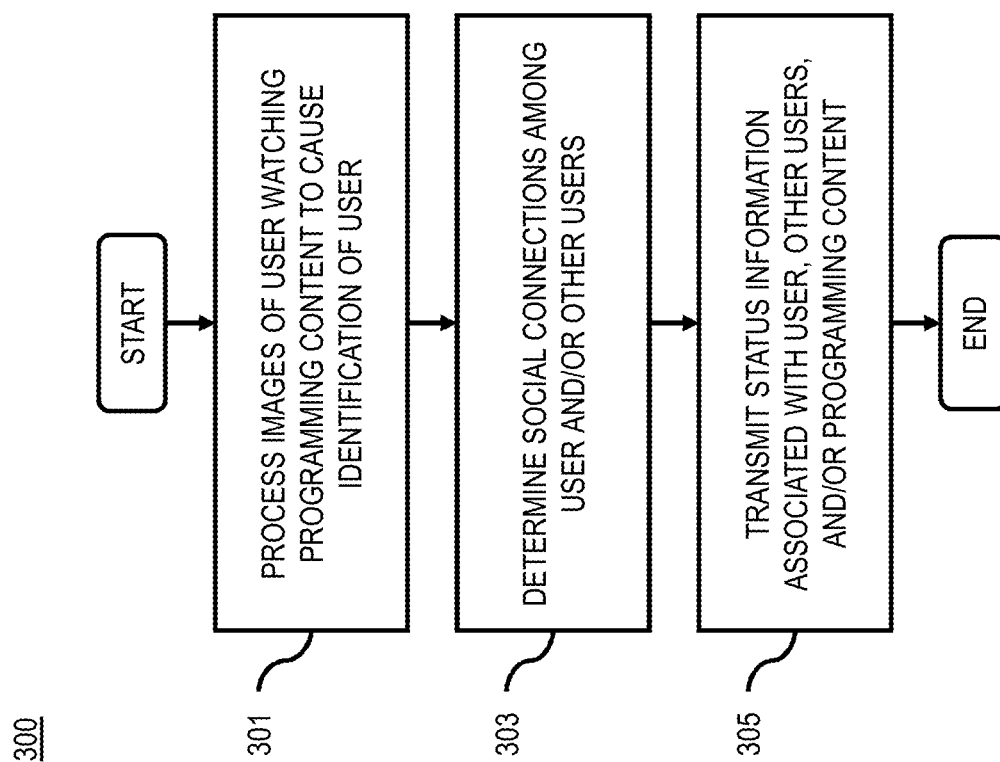 300
START
301
PROCESS IMAGES OF USER WATCHING
PROGRAMMING CONTENT TO CAUSE
IDENTIFICATION OF USER
303
DETERMINE SOCIAL CONNECTIONS AMONG
USER AND/OR OTHER USERS
305
TRANSMIT STATUS INFORMATION
ASSOCIATED WITH USER, OTHER USERS,
AND/OR PROGRAMMING CONTENT
END